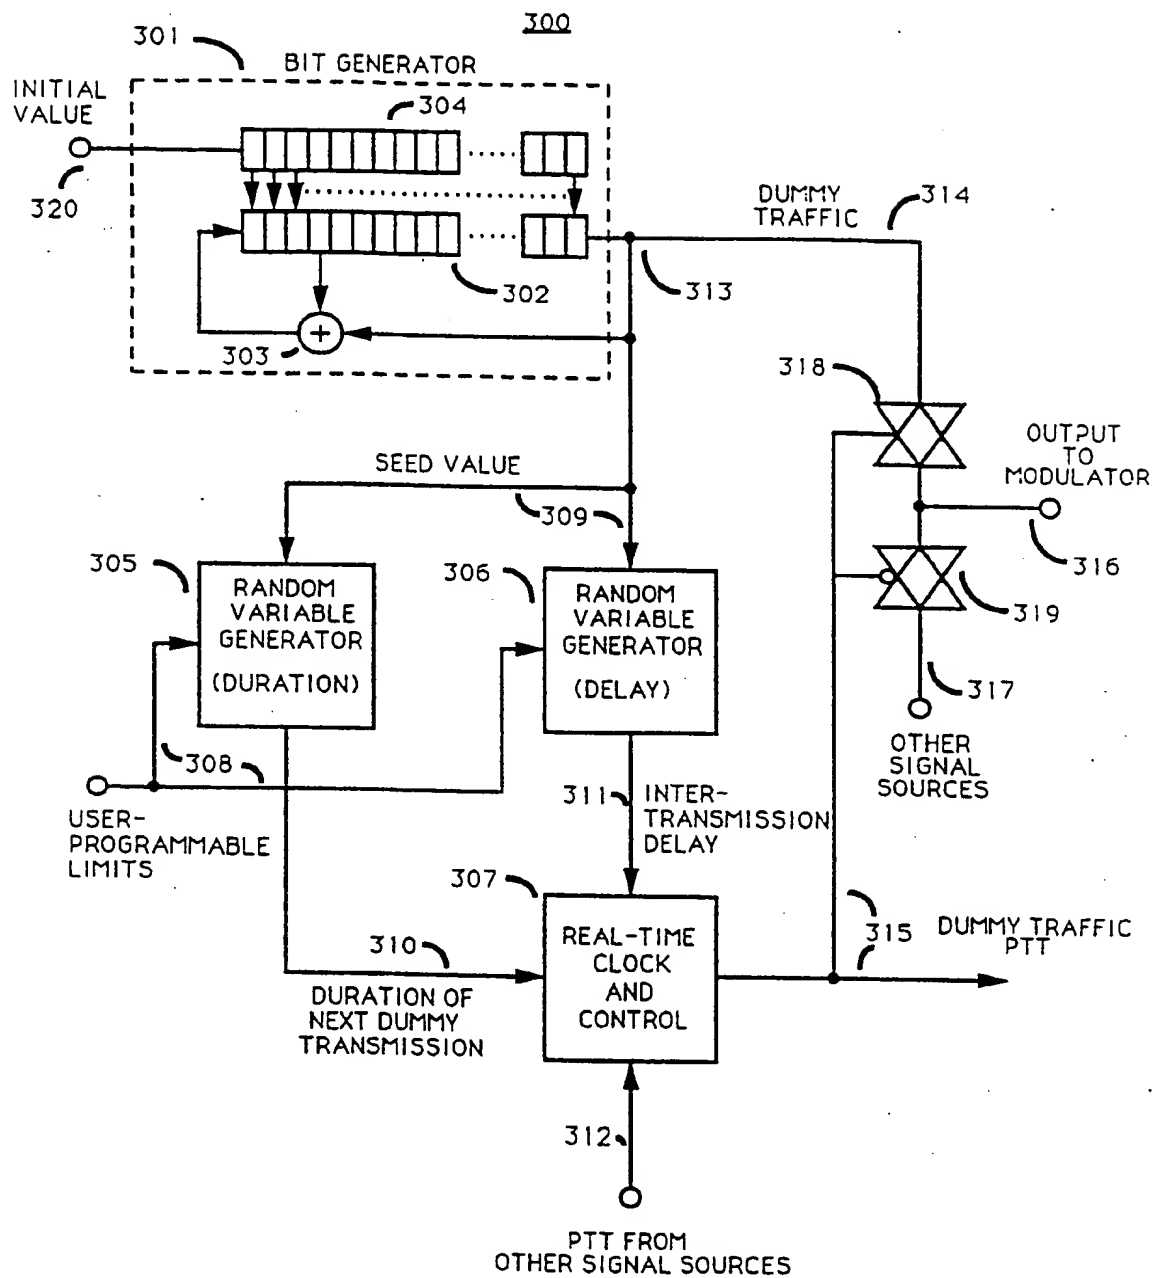 300
301
BIT GENERATOR
INITIAL
VALUE
304
320
302
303
+
313
DUMMY
TRAFFIC
314
318
OUTPUT
TO
MODULATOR
316
319
317
OTHER
SIGNAL
SOURCES
SEED VALUE
309
305
RANDOM
VARIABLE
GENERATOR
(DURATION)
306
RANDOM
VARIABLE
GENERATOR
(DELAY)
308
USER-
PROGRAMMABLE
LIMITS
311
INTER-
TRANSMISSION
DELAY
307
310
DURATION OF
NEXT DUMMY
TRANSMISSION
REAL-TIME
CLOCK
AND
CONTROL
315
DUMMY TRAFFIC
PTT
312
PTT FROM
OTHER SIGNAL SOURCES